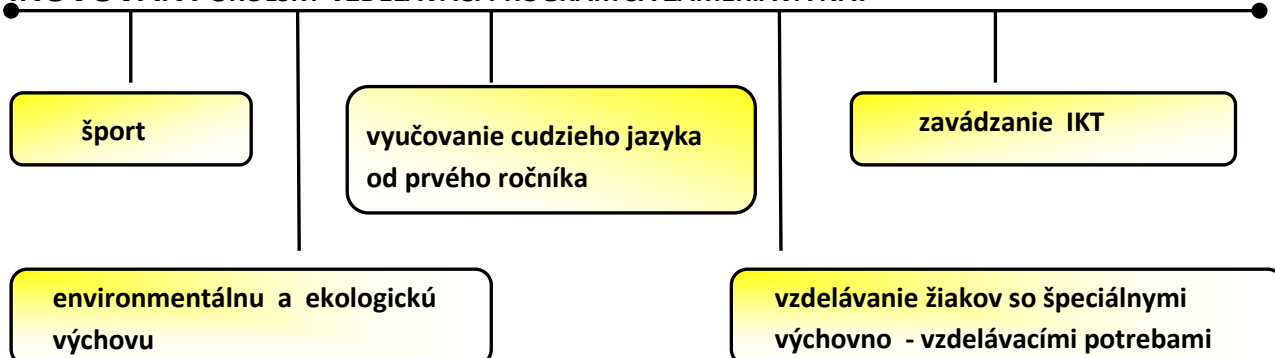 šport
vyučovanie cudzieho jazyka
od prvého ročníka
zavádzanie IKT
environmentálnu a ekologickú
výchovu
vzdelávanie žiakov so špeciálnymi
výchovno - vzdelávacími potrebami